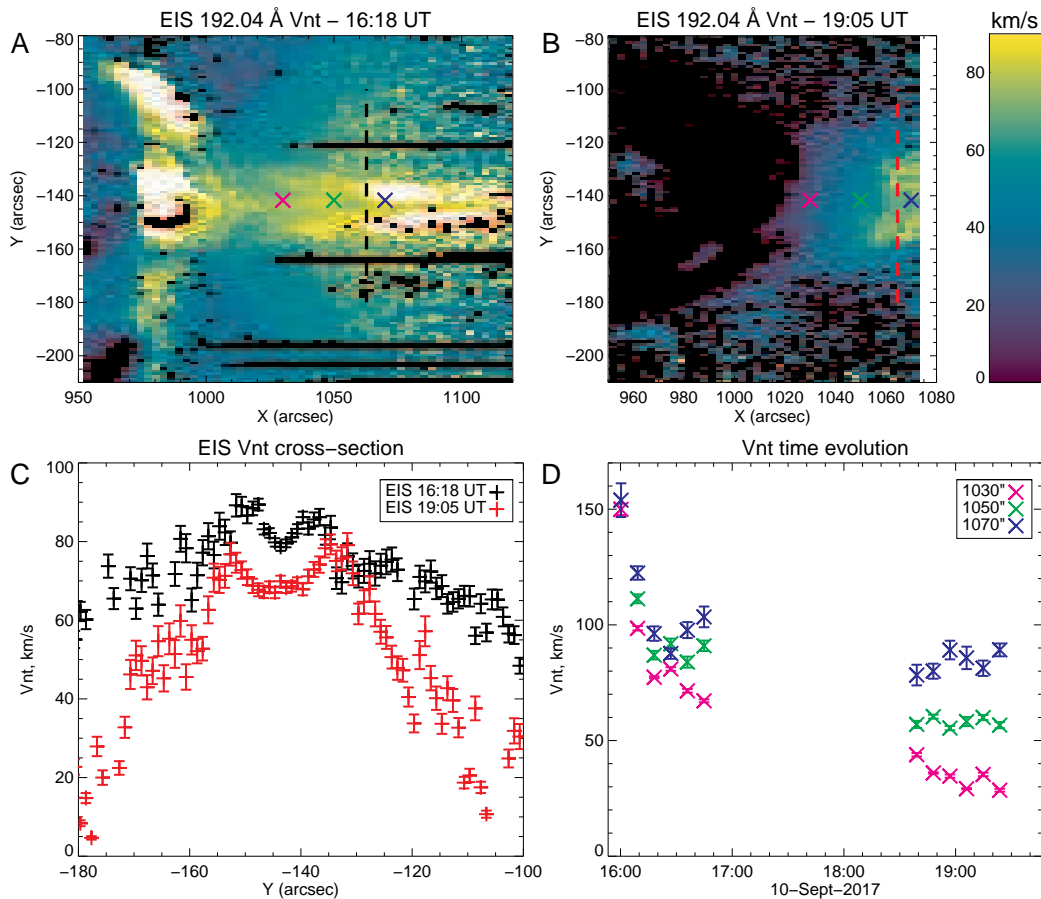 EIS 192.04 Å Vnt − 16:18 UT
A
−80
−100
−120
−140
−160
−180
−200
Y (arcsec)
950
1000
1050
1100
X (arcsec)
EIS 192.04 Å Vnt − 19:05 UT
B
−80
−100
−120
−140
−160
−180
−200
Y (arcsec)
960
980
1000
1020
1040
1060
1080
X (arcsec)
km/s
80
60
40
20
0
EIS Vnt cross−section
C
100
80
60
40
20
0
Vnt, km/s
EIS 16:18 UT
EIS 19:05 UT
−180
−160
−140
−120
−100
Y (arcsec)
Vnt time evolution
D
150
100
50
0
Vnt, km/s
1030"
1050"
1070"
16:00
17:00
18:00
19:00
10−Sept−2017